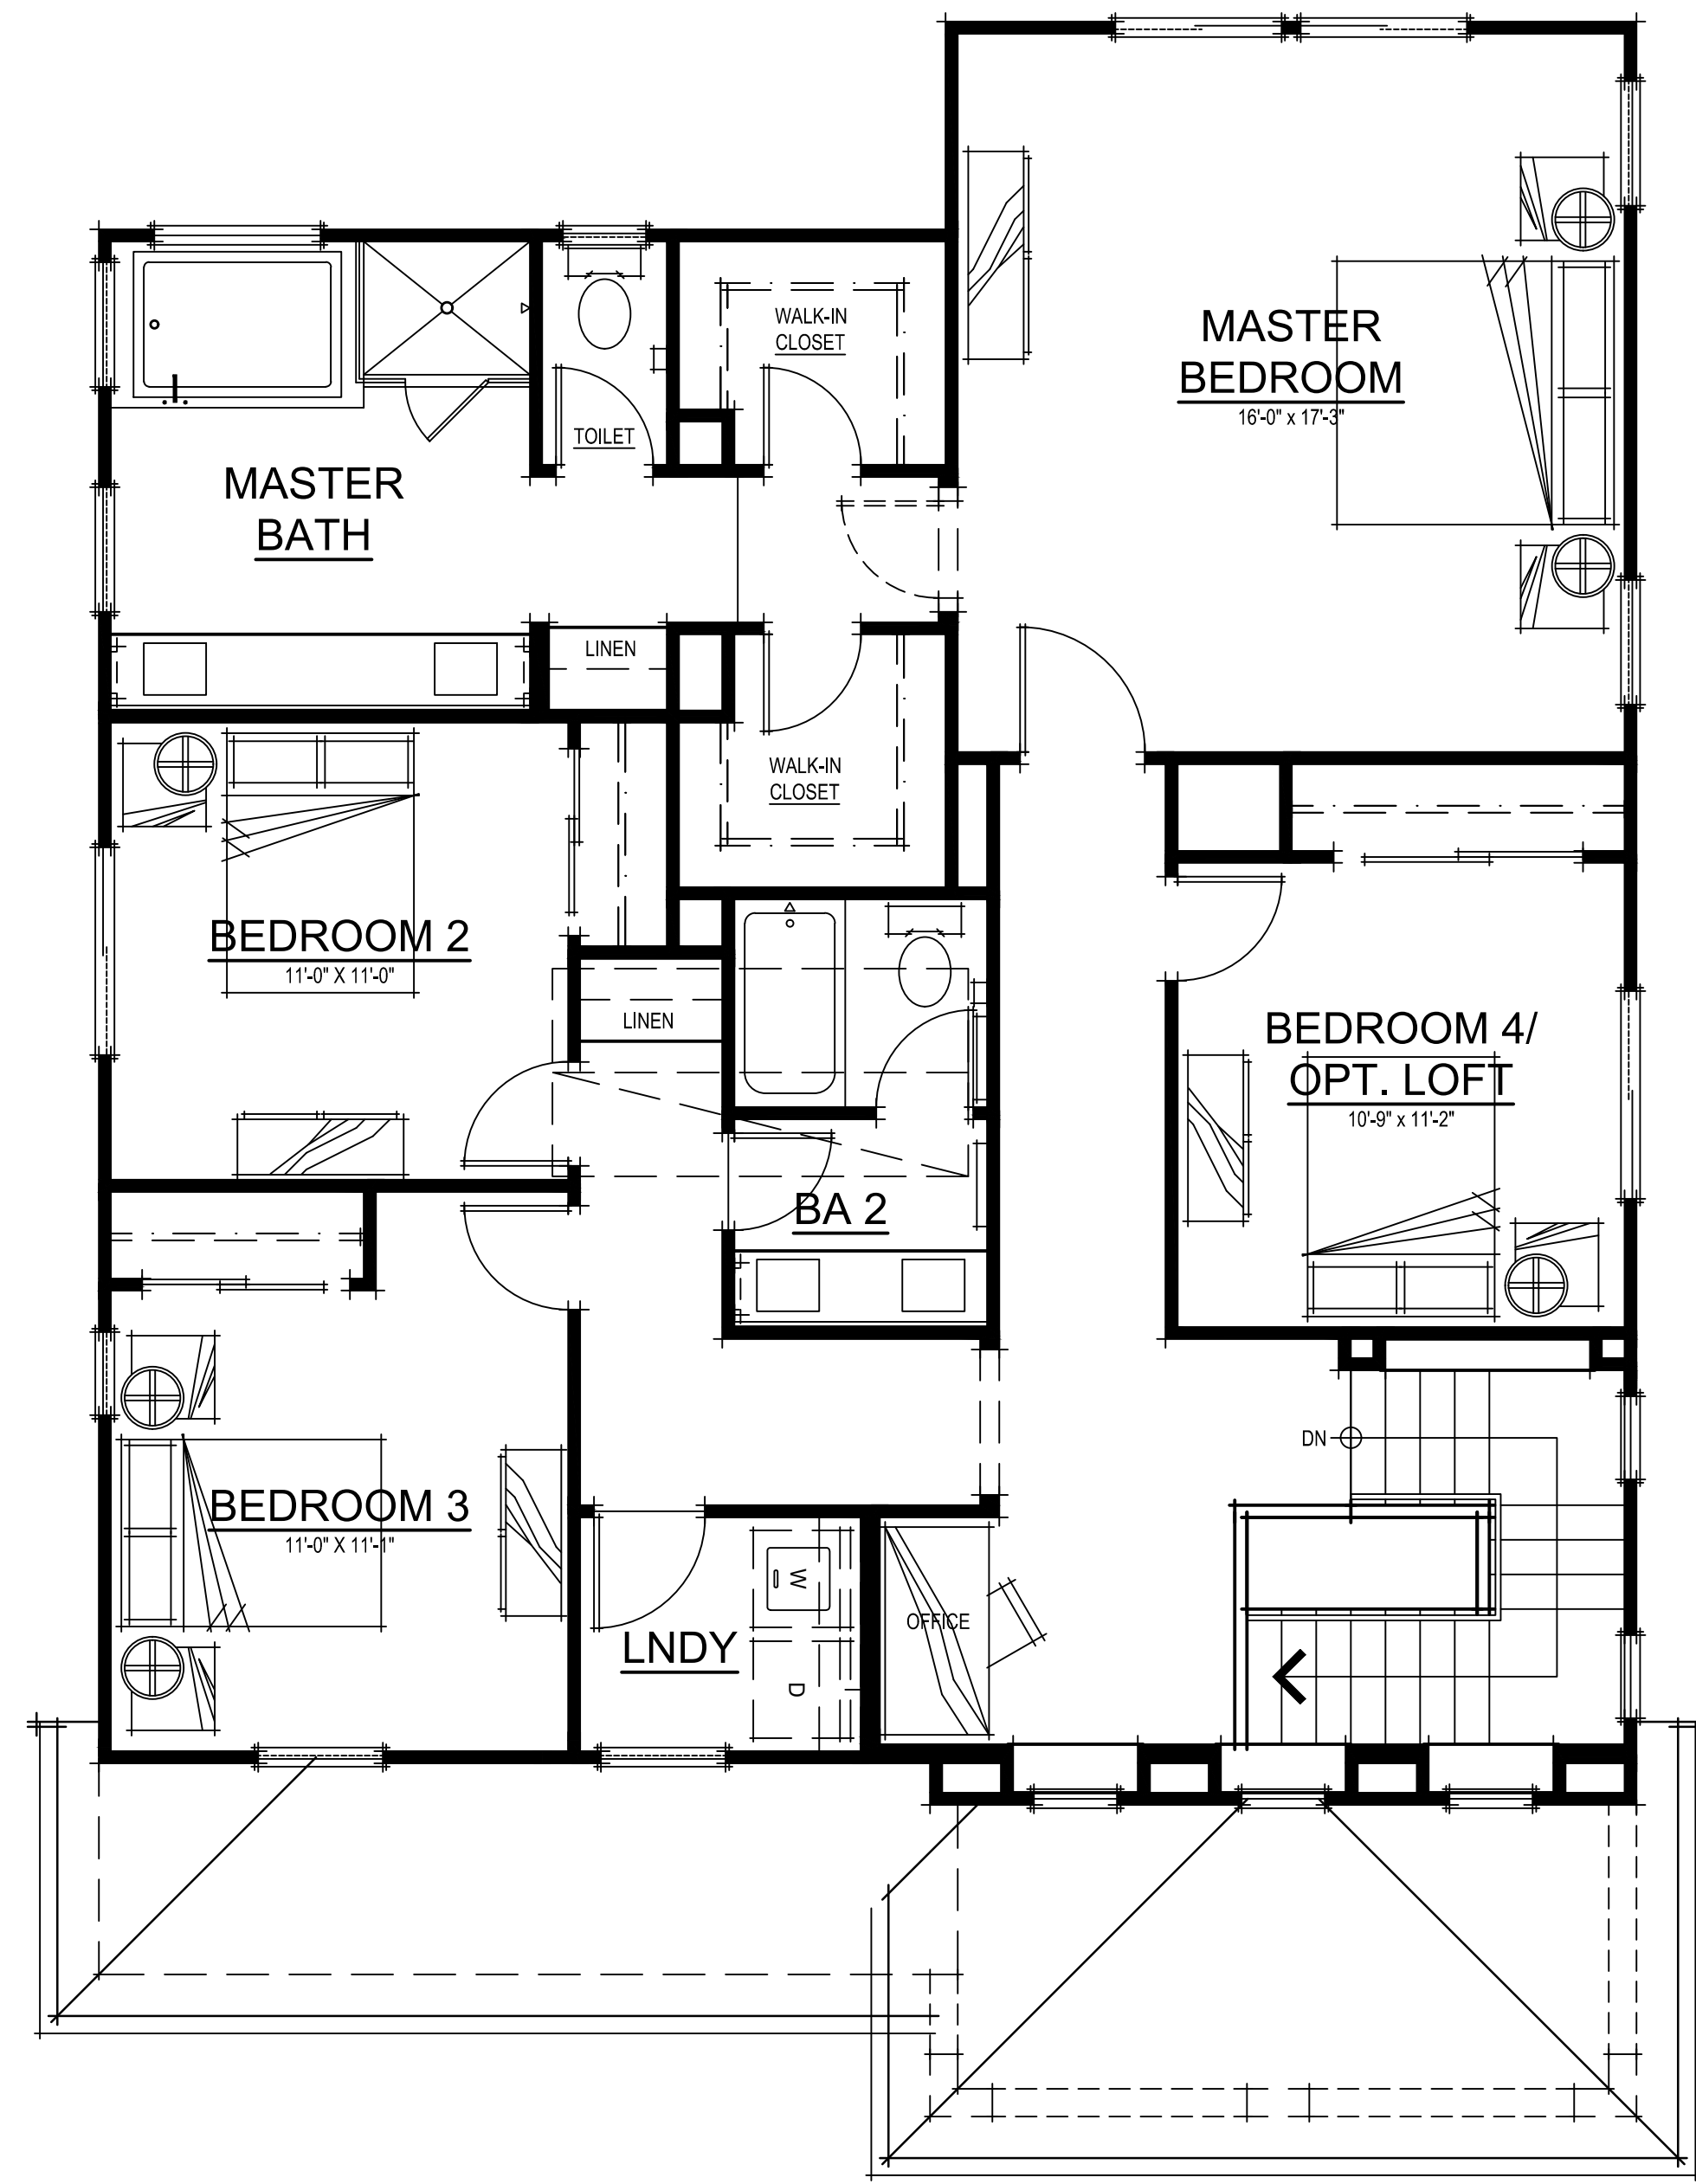 WALK-IN
CLOSET
MASTER
BEDROOM
16'-0" x 17'-3"
TOILET
MASTER
BATH
LINEN
WALK-IN
CLOSET
BEDROOM 2
11'-0" X 11'-0"
LINEN
BEDROOM 4/
OPT. LOFT
10'-9" x 11'-2"
BA 2
DN
BEDROOM 3
11'-0" X 11'-1"
W
OFFICE
LNDY
D